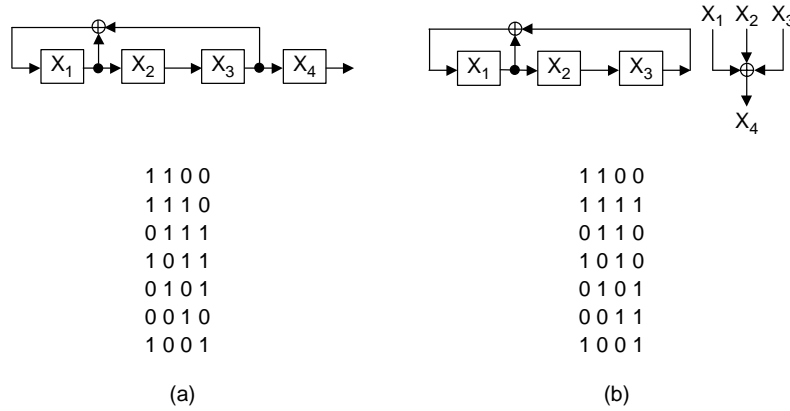 X1 X2 X3 X4
X1 X2 X3
X1 X2 X3
X4
1 1 0 0
1 1 1 0
0 1 1 1
1 0 1 1
0 1 0 1
0 0 1 0
1 0 0 1
(a)
1 1 0 0
1 1 1 1
0 1 1 0
1 0 1 0
0 1 0 1
0 0 1 1
1 0 0 1
(b)